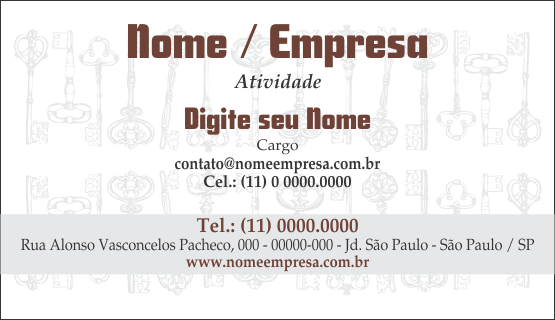 Nome / Empresa
Atividade
Digite seu Nome
Cargo
contato@nomeempresa.com.br
Cel.: (11) 0 0000.0000
Tel.: (11) 0000.0000
Rua Alonso Vasconcelos Pacheco, 000 - 00000-000 - Jd. São Paulo - São Paulo / SP
www.nomeempresa.com.br